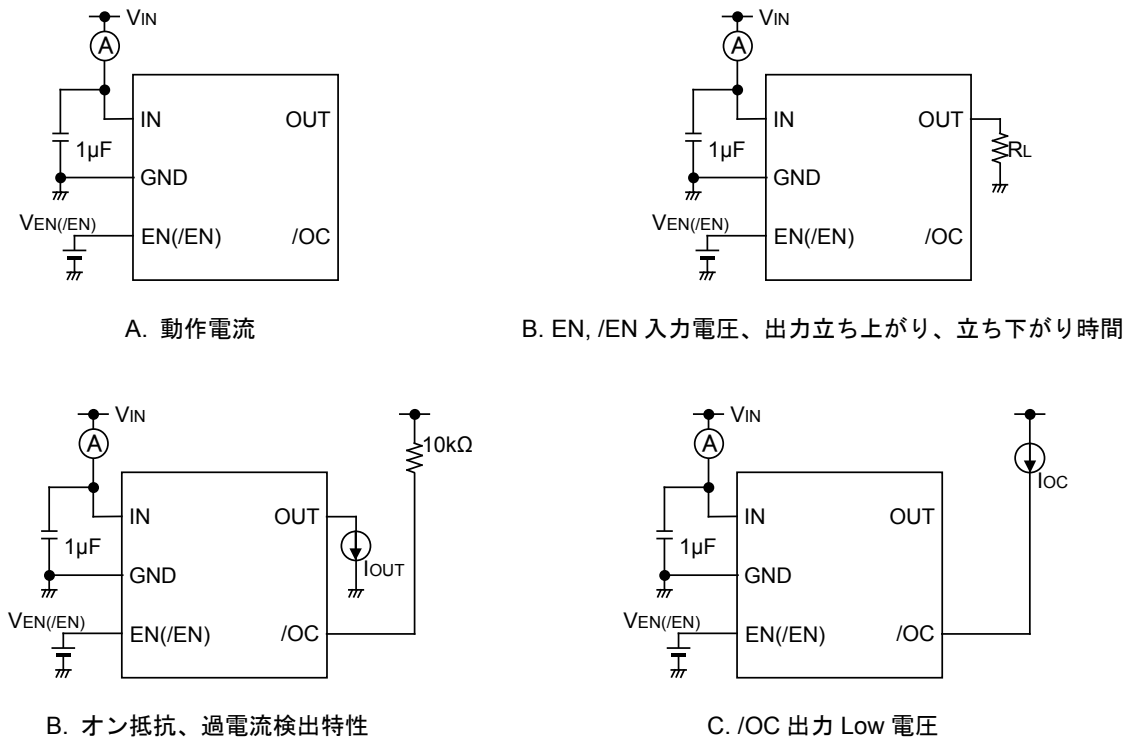 VIN
A
IN
OUT
1µF
GND
VEN(/EN)
EN(/EN)
/OC
A. 動作電流
VIN
A
IN
OUT
1µF
RL
GND
VEN(/EN)
EN(/EN)
/OC
B. EN, /EN 入力電圧、出力立ち上がり、立ち下がり時間
VIN
A
10kΩ
IN
OUT
1µF
IOUT
GND
VEN(/EN)
EN(/EN)
/OC
B. オン抵抗、過電流検出特性
VIN
A
IOC
IN
OUT
1µF
GND
VEN(/EN)
EN(/EN)
/OC
C. /OC 出力 Low 電圧